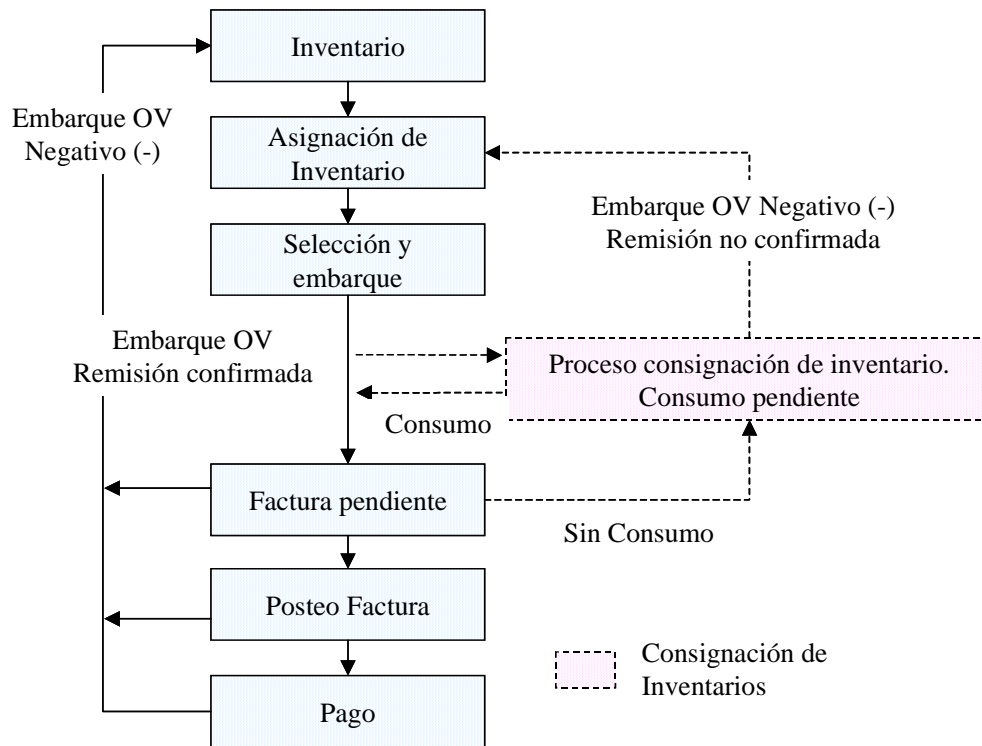 Inventario
Embarque OV
Negativo (-)
Asignación de
Inventario
Embarque OV Negativo (-)
Remisión no confirmada
Selección y
embarque
Embarque OV
Remisión confirmada
Proceso consignación de inventario.
Consumo pendiente
Consumo
Factura pendiente
Sin Consumo
Posteo Factura
Consignación de
Inventarios
Pago